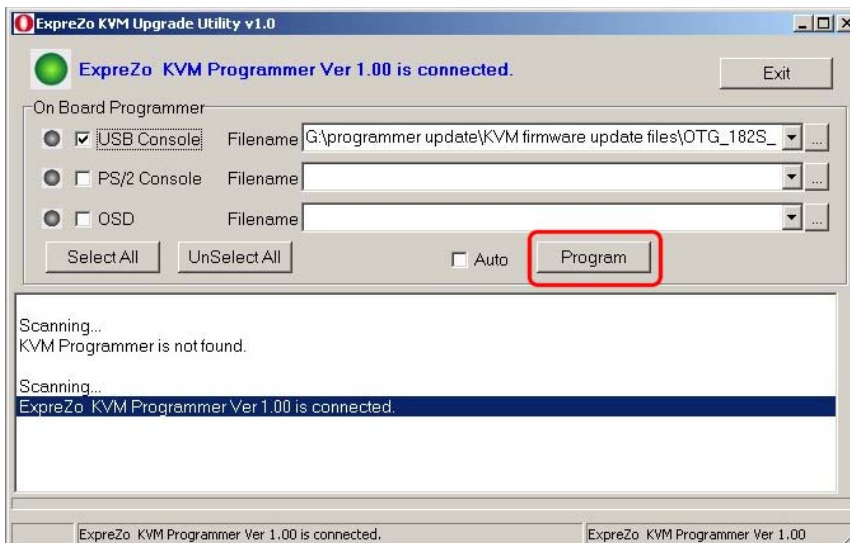 ExpreZo KVM Upgrade Utility v1.0
ExpreZo KVM Programmer Ver 1.00 is connected.
Exit
On Board Programmer
USB Console Filename G:\programmer update\KVM firmware update files\OTG_182S_ ...
PS/2 Console Filename ...
OSD Filename ...
Select All UnSelect All Auto Program
Scanning...
KVM Programmer is not found.
Scanning...
ExpreZo KVM Programmer Ver 1.00 is connected.
ExpreZo KVM Programmer Ver 1.00 is connected. ExpreZo KVM Programmer Ver 1.00